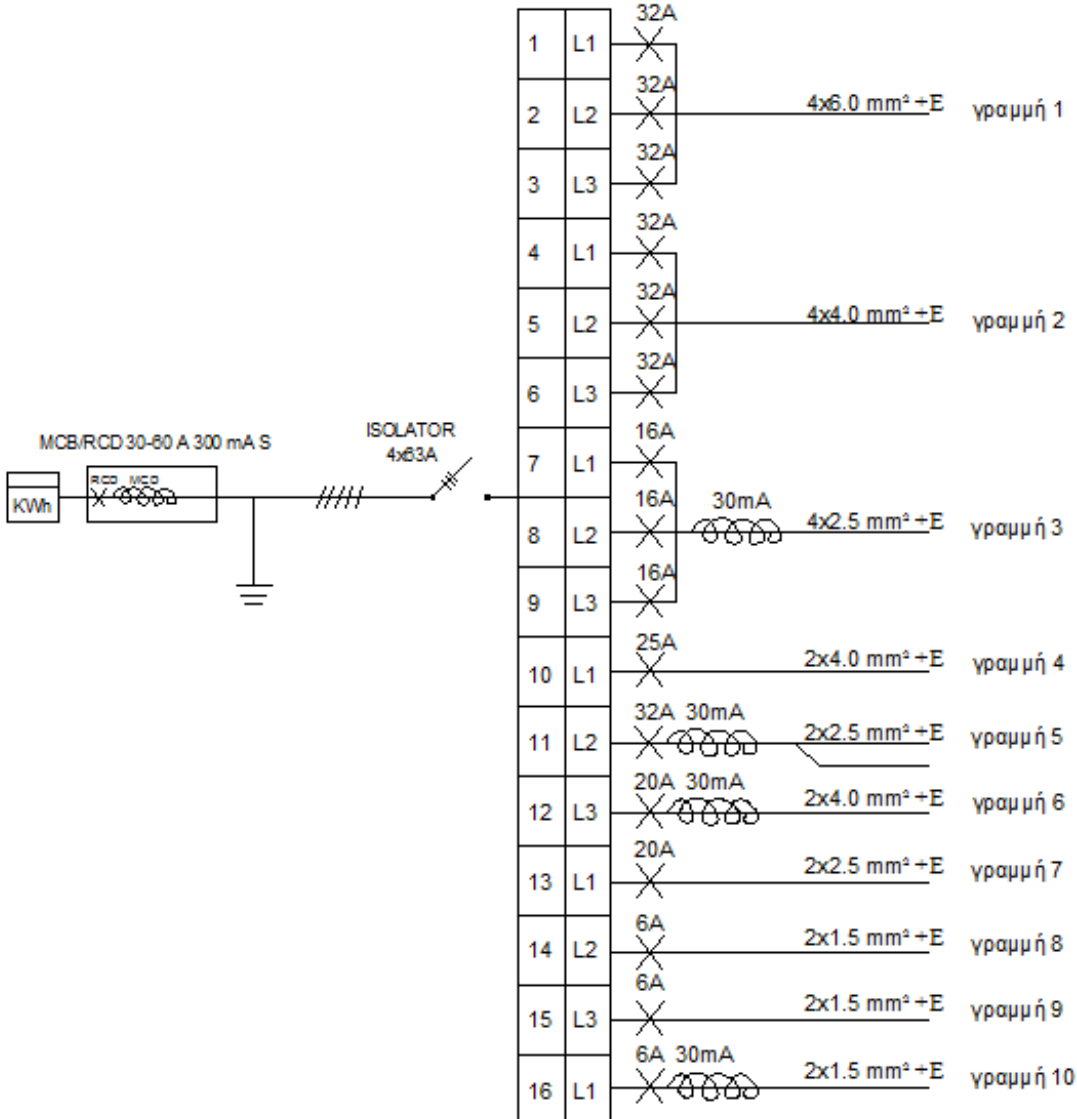 32A
1 L1
32A
2 L2 4x6.0 mm² +E γραμμή 1
32A
3 L3
32A
4 L1
32A
5 L2 4x4.0 mm² +E γραμμή 2
32A
6 L3
MCB/RCD 30-60 A 300 mA S
ISOLATOR
4x63A
RCD MCD
KWh
16A
7 L1
16A 30mA
8 L2 4x2.5 mm² +E γραμμή 3
16A
9 L3
25A
10 L1 2x4.0 mm² +E γραμμή 4
32A 30mA
11 L2 2x2.5 mm² +E γραμμή 5
20A 30mA
12 L3 2x4.0 mm² +E γραμμή 6
20A
13 L1 2x2.5 mm² +E γραμμή 7
6A
14 L2 2x1.5 mm² +E γραμμή 8
6A
15 L3 2x1.5 mm² +E γραμμή 9
6A 30mA
16 L1 2x1.5 mm² +E γραμμή 10